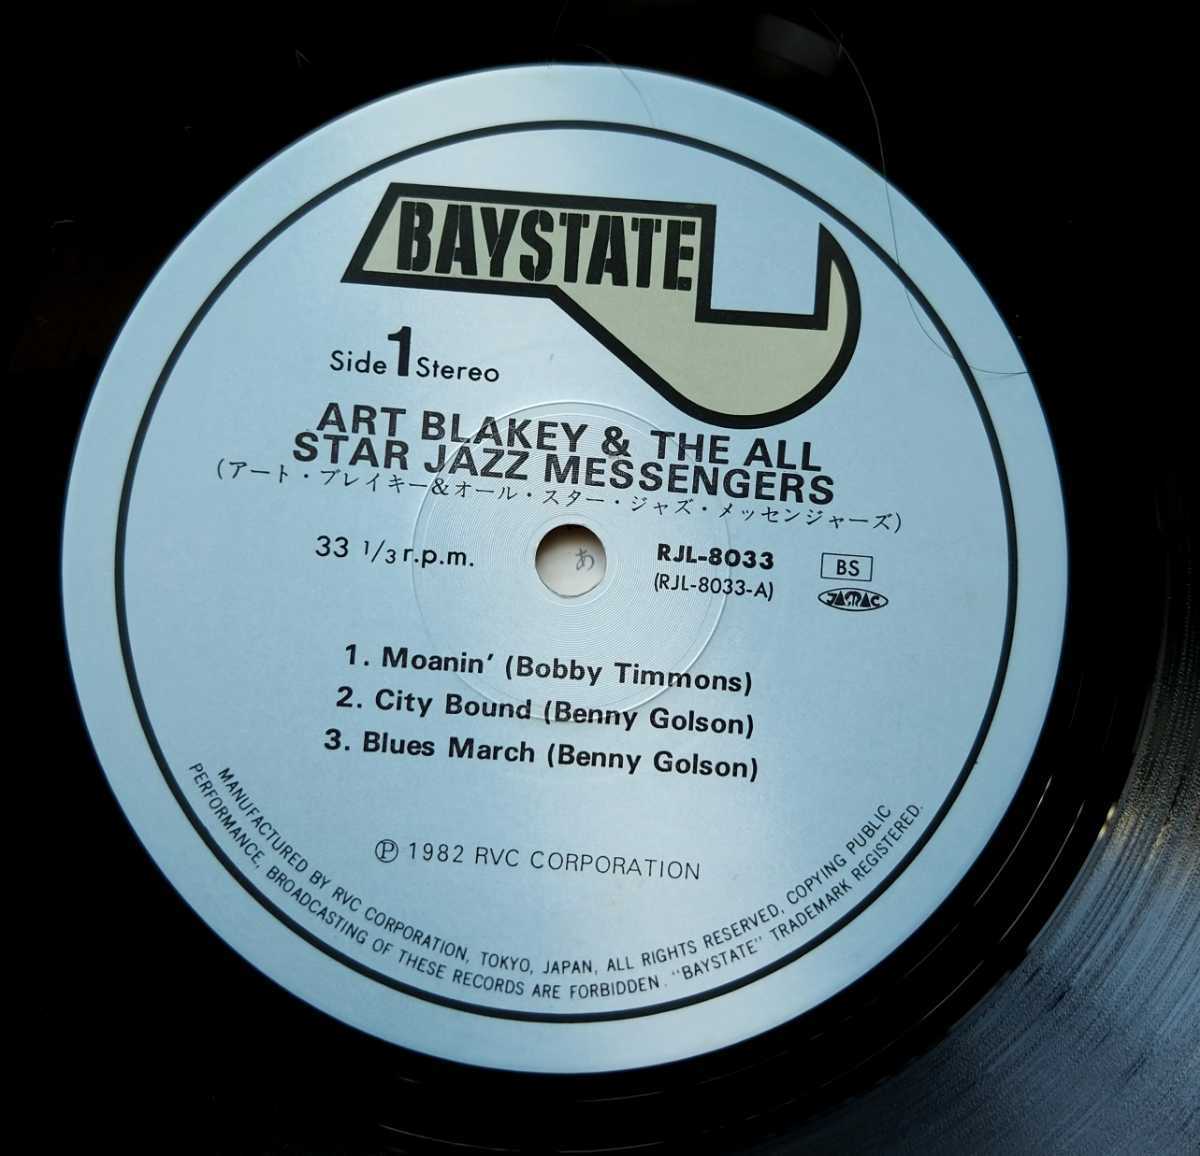 BAYSTATE
Side 1 Stereo
ART BLAKEY & THE ALL
STAR JAZZ MESSENGERS
(アート・ブレイキー&オール・スター・ジャズ・メッセンジャーズ)
33 1/3 r.p.m.
あ
RJL-8033
(RJL-8033-A)
BS
JASRAC
1. Moanin' (Bobby Timmons)
2. City Bound (Benny Golson)
3. Blues March (Benny Golson)
Ⓟ 1982 RVC CORPORATION
MANUFACTURED BY RVC CORPORATION, TOKYO, JAPAN, ALL RIGHTS RESERVED, COPYING PUBLIC
PERFORMANCE, BROADCASTING OF THESE RECORDS ARE FORBIDDEN. "BAYSTATE" TRADEMARK REGISTERED.